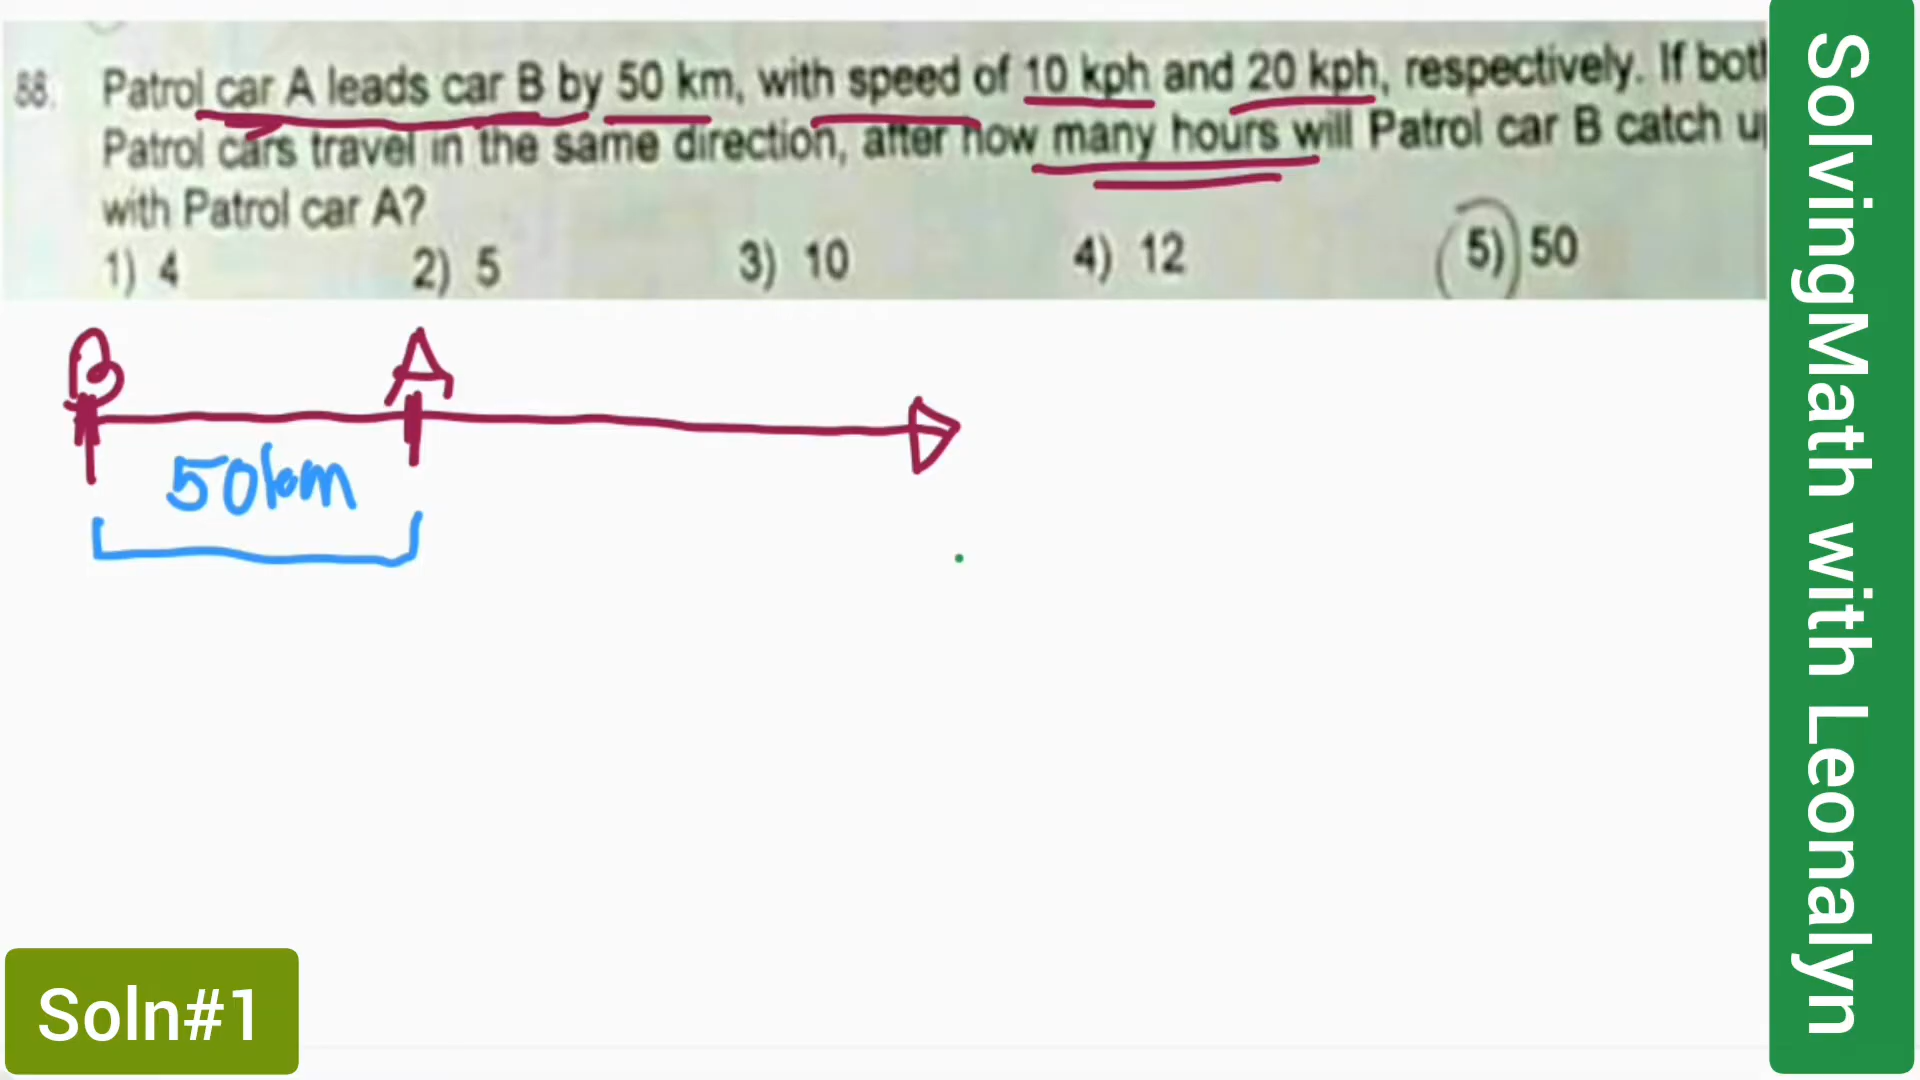 88. Patrol car A leads car B by 50 km, with speed of 10 kph and 20 kph, respectively. If both
Patrol cars travel in the same direction, after how many hours will Patrol car B catch u
with Patrol car A?
1) 4 2) 5 3) 10 4) 12 5) 50
B A
50km
Soln#1
SolvingMath with Leonalyn